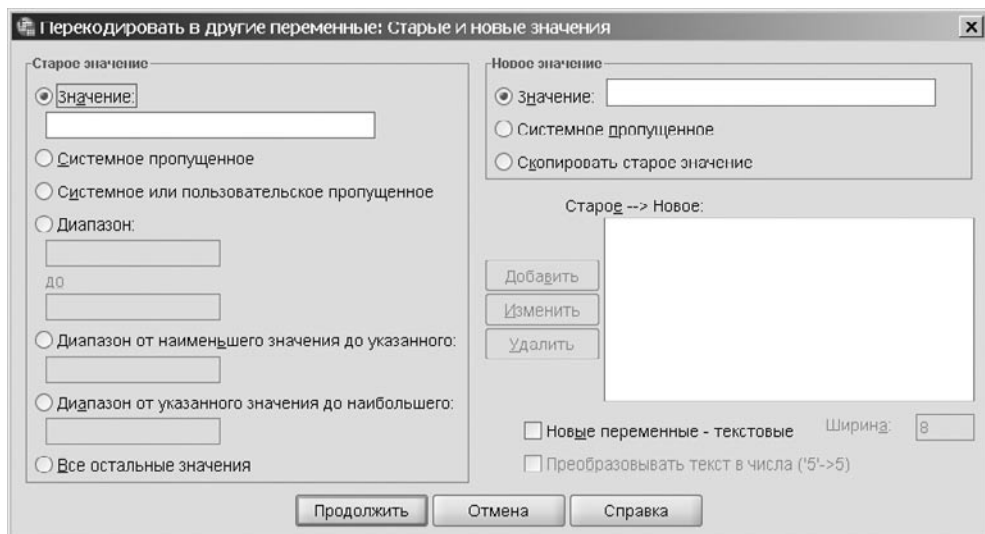 Перекодировать в другие переменные: Старые и новые значения
Старое значение
Значение:
Системное пропущенное
Системное или пользовательское пропущенное
Диапазон:
до
Диапазон от наименьшего значения до указанного:
Диапазон от указанного значения до наибольшего:
Все остальные значения
Новое значение
Значение:
Системное пропущенное
Скопировать старое значение
Старое --> Новое:
Добавить
Изменить
Удалить
Новые переменные - текстовые
Ширина:
8
Преобразовывать текст в числа ('5'->5)
Продолжить
Отмена
Справка